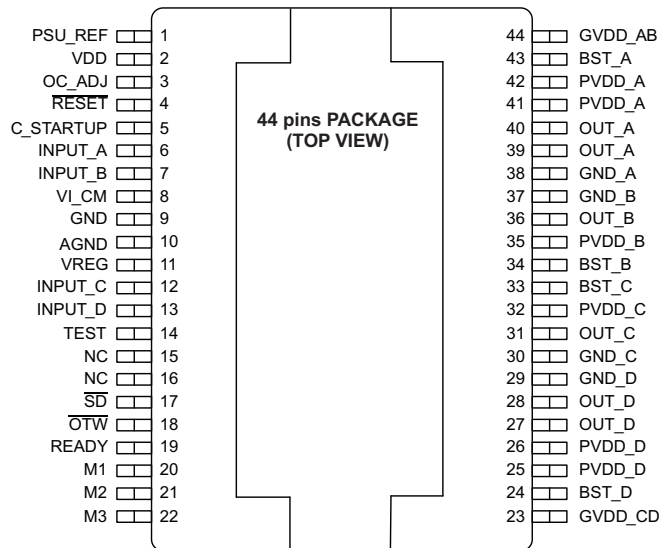 PSU_REF 1 44 GVDD_AB
VDD 2 43 BST_A
OC_ADJ 3 42 PVDD_A
RESET 4 41 PVDD_A
C_STARTUP 5 40 OUT_A
INPUT_A 6 39 OUT_A
INPUT_B 7 38 GND_A
VI_CM 8 37 GND_B
GND 9 36 OUT_B
AGND 10 35 PVDD_B
VREG 11 34 BST_B
INPUT_C 12 33 BST_C
INPUT_D 13 32 PVDD_C
TEST 14 31 OUT_C
NC 15 30 GND_C
NC 16 29 GND_D
SD 17 28 OUT_D
OTW 18 27 OUT_D
READY 19 26 PVDD_D
M1 20 25 PVDD_D
M2 21 24 BST_D
M3 22 23 GVDD_CD
44 pins PACKAGE
(TOP VIEW)